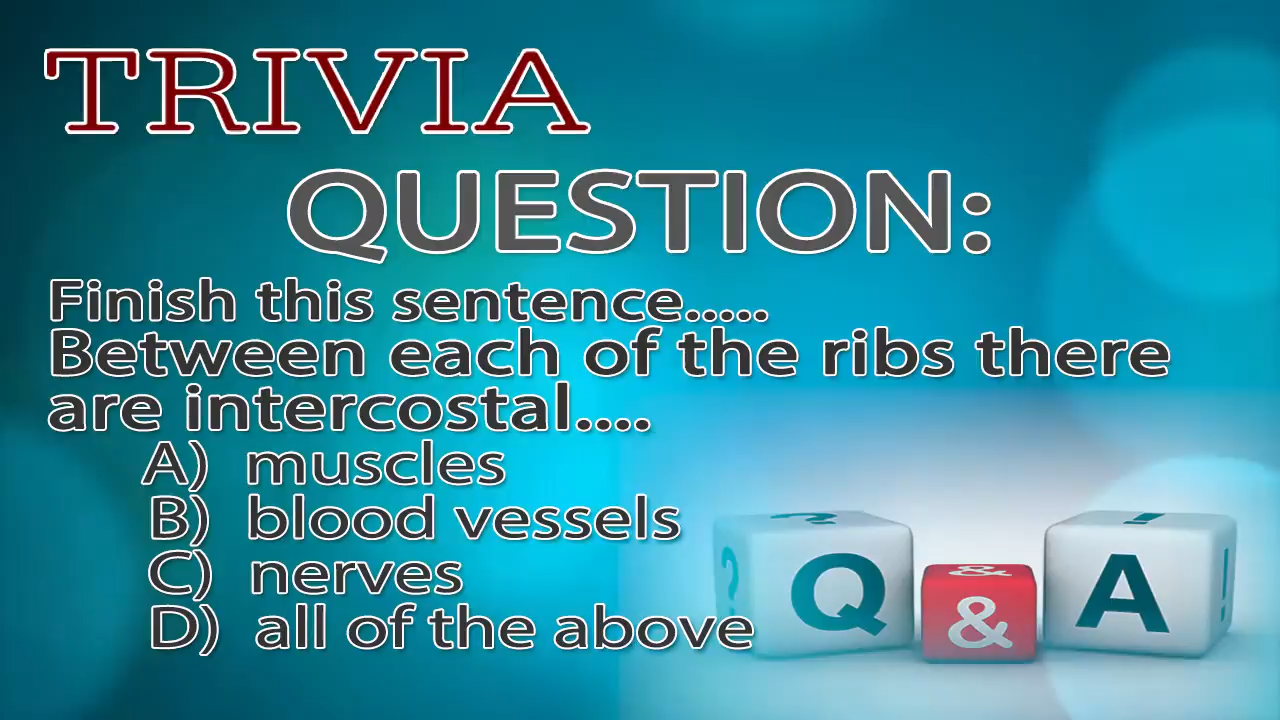 TRIVIA
QUESTION:
Finish this sentence.....
Between each of the ribs there
are intercostal....
A) muscles
B) blood vessels
C) nerves
D) all of the above
? ? Q & & ! A !